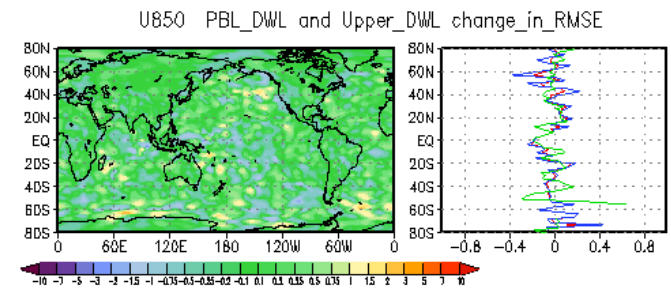 U850 PBL_DWL and Upper_DWL change_in_RMSE
80N 80N
60N 60N
40N 40N
20N 20N
EQ EQ
20S 20S
40S 40S
60S 60S
80S 80S
0 60E 120E 180 120W 60W 0 -0.8 -0.4 0 0.4 0.8
-10 -7 -5 -3 -2 -1.5 -1 -0.75 -0.5 -0.35 -0.2 -0.1 0.1 0.2 0.35 0.5 0.75 1 1.5 2 3 5 7 10